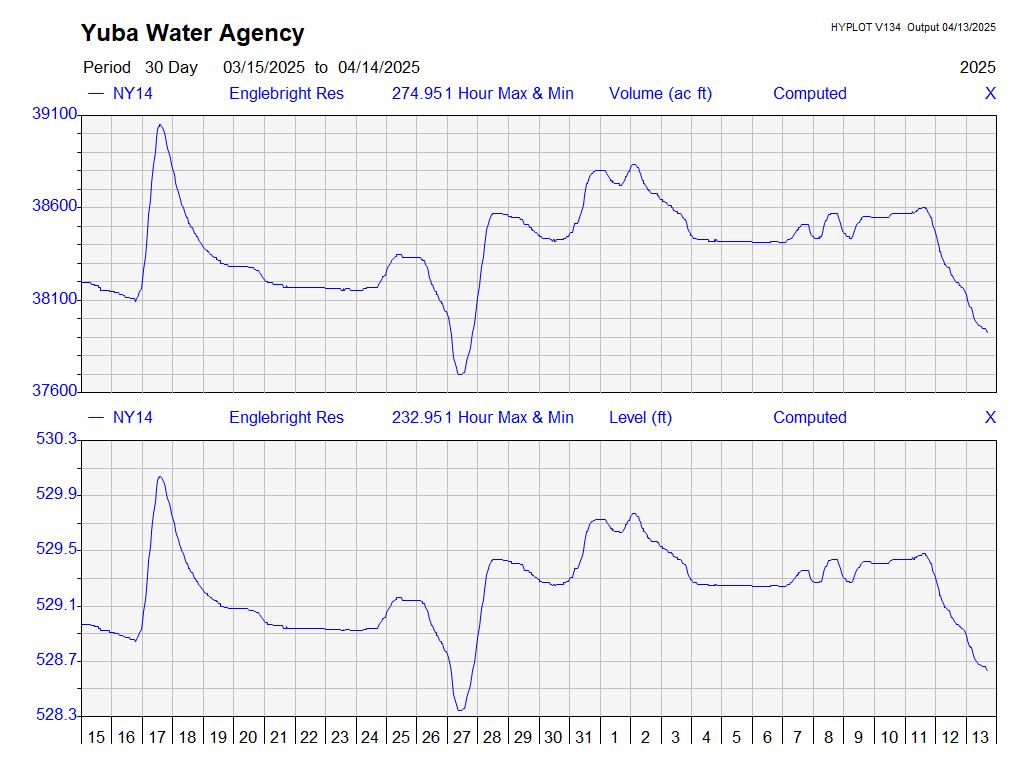 Yuba Water Agency
HYPLOT V134 Output 04/13/2025
Period 30 Day 03/15/2025 to 04/14/2025 2025
NY14 Englebright Res 274.951 Hour Max & Min Volume (ac ft) Computed X
39100
38600
38100
37600
NY14 Englebright Res 232.951 Hour Max & Min Level (ft) Computed X
530.3
529.9
529.5
529.1
528.7
528.3
15 16 17 18 19 20 21 22 23 24 25 26 27 28 29 30 31 1 2 3 4 5 6 7 8 9 10 11 12 13